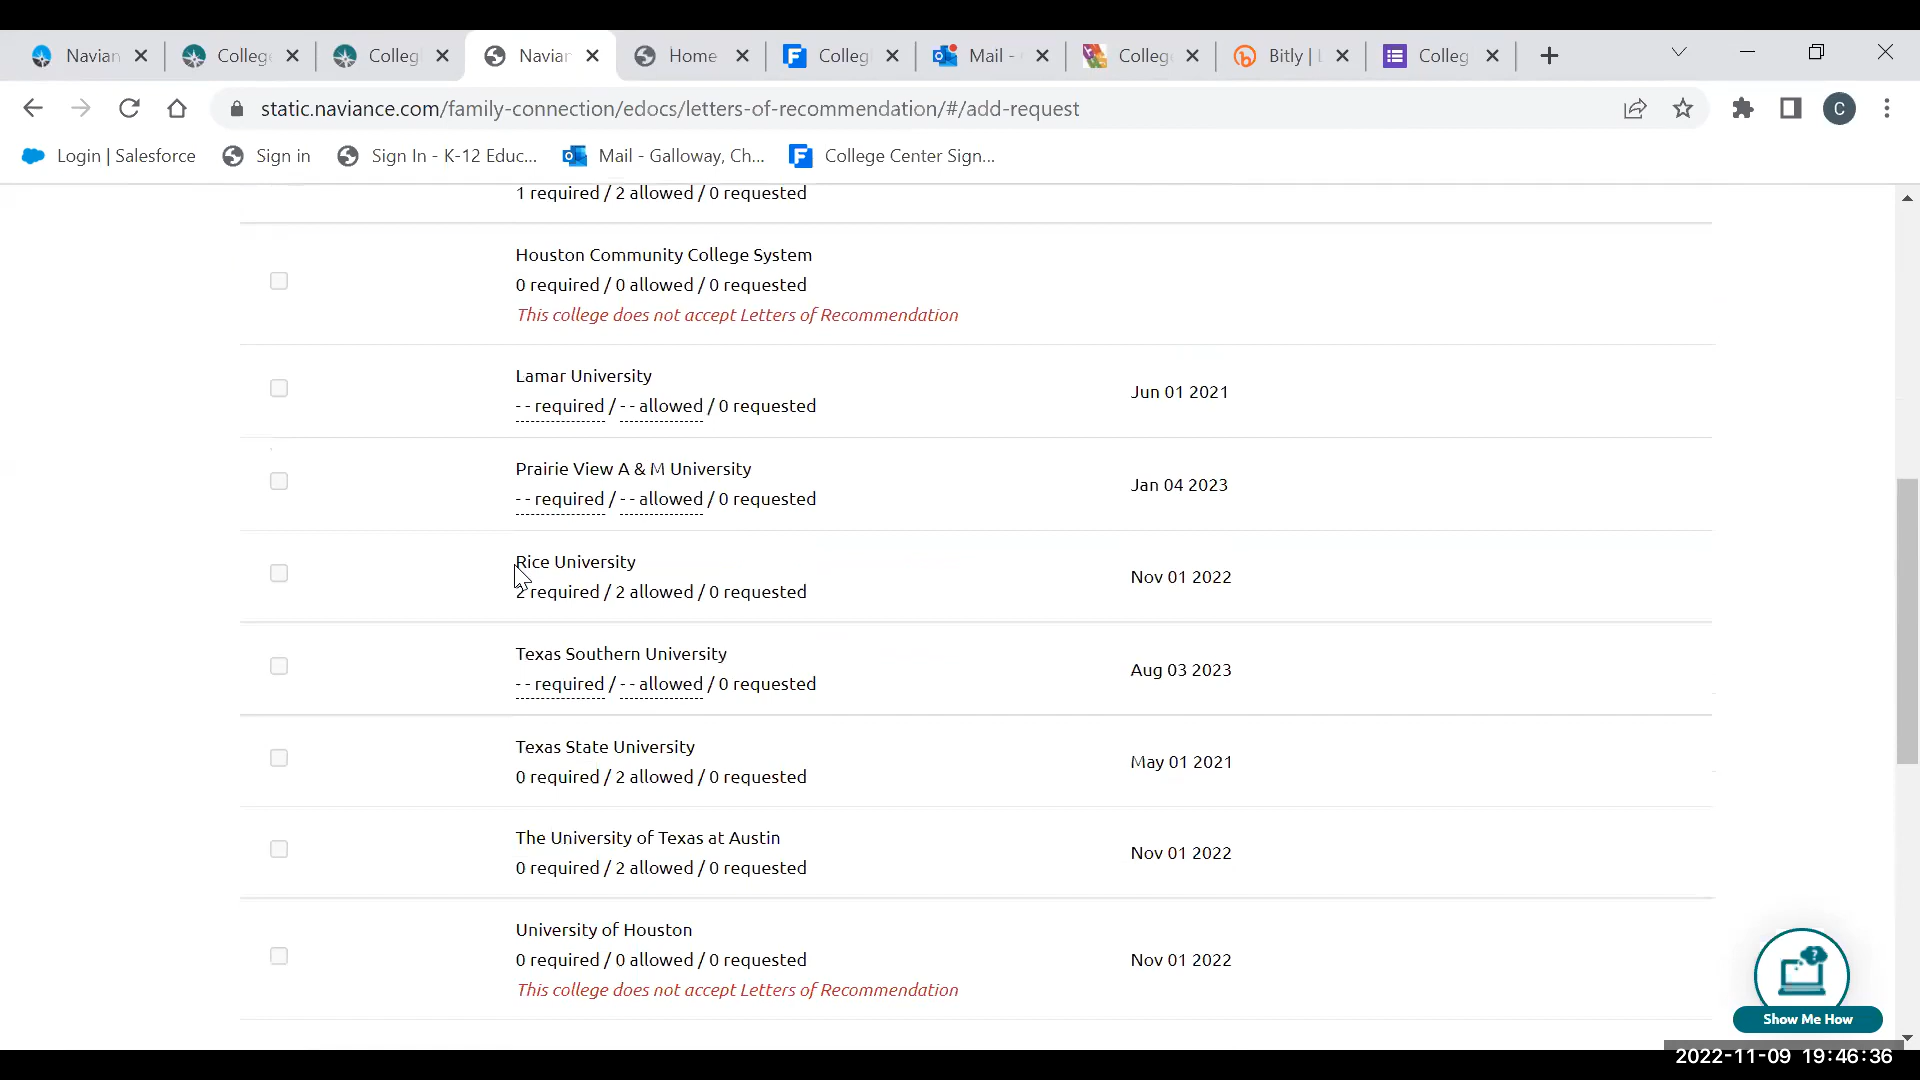 Navian
College
Colleg
Navian
Home
Colleg
Mail -
Colleg
Bitly | L
Colleg
static.naviance.com/family-connection/edocs/letters-of-recommendation/#/add-request
C
Login | Salesforce
Sign in
Sign In - K-12 Educ...
Mail - Galloway, Ch...
College Center Sign...
1 required / 2 allowed / 0 requested
Houston Community College System
0 required / 0 allowed / 0 requested
This college does not accept Letters of Recommendation
Lamar University
- - required / - - allowed / 0 requested
Jun 01 2021
Prairie View A & M University
- - required / - - allowed / 0 requested
Jan 04 2023
Rice University
2 required / 2 allowed / 0 requested
Nov 01 2022
Texas Southern University
- - required / - - allowed / 0 requested
Aug 03 2023
Texas State University
0 required / 2 allowed / 0 requested
May 01 2021
The University of Texas at Austin
0 required / 2 allowed / 0 requested
Nov 01 2022
University of Houston
0 required / 0 allowed / 0 requested
This college does not accept Letters of Recommendation
Nov 01 2022
Show Me How
2022-11-09 19:46:36